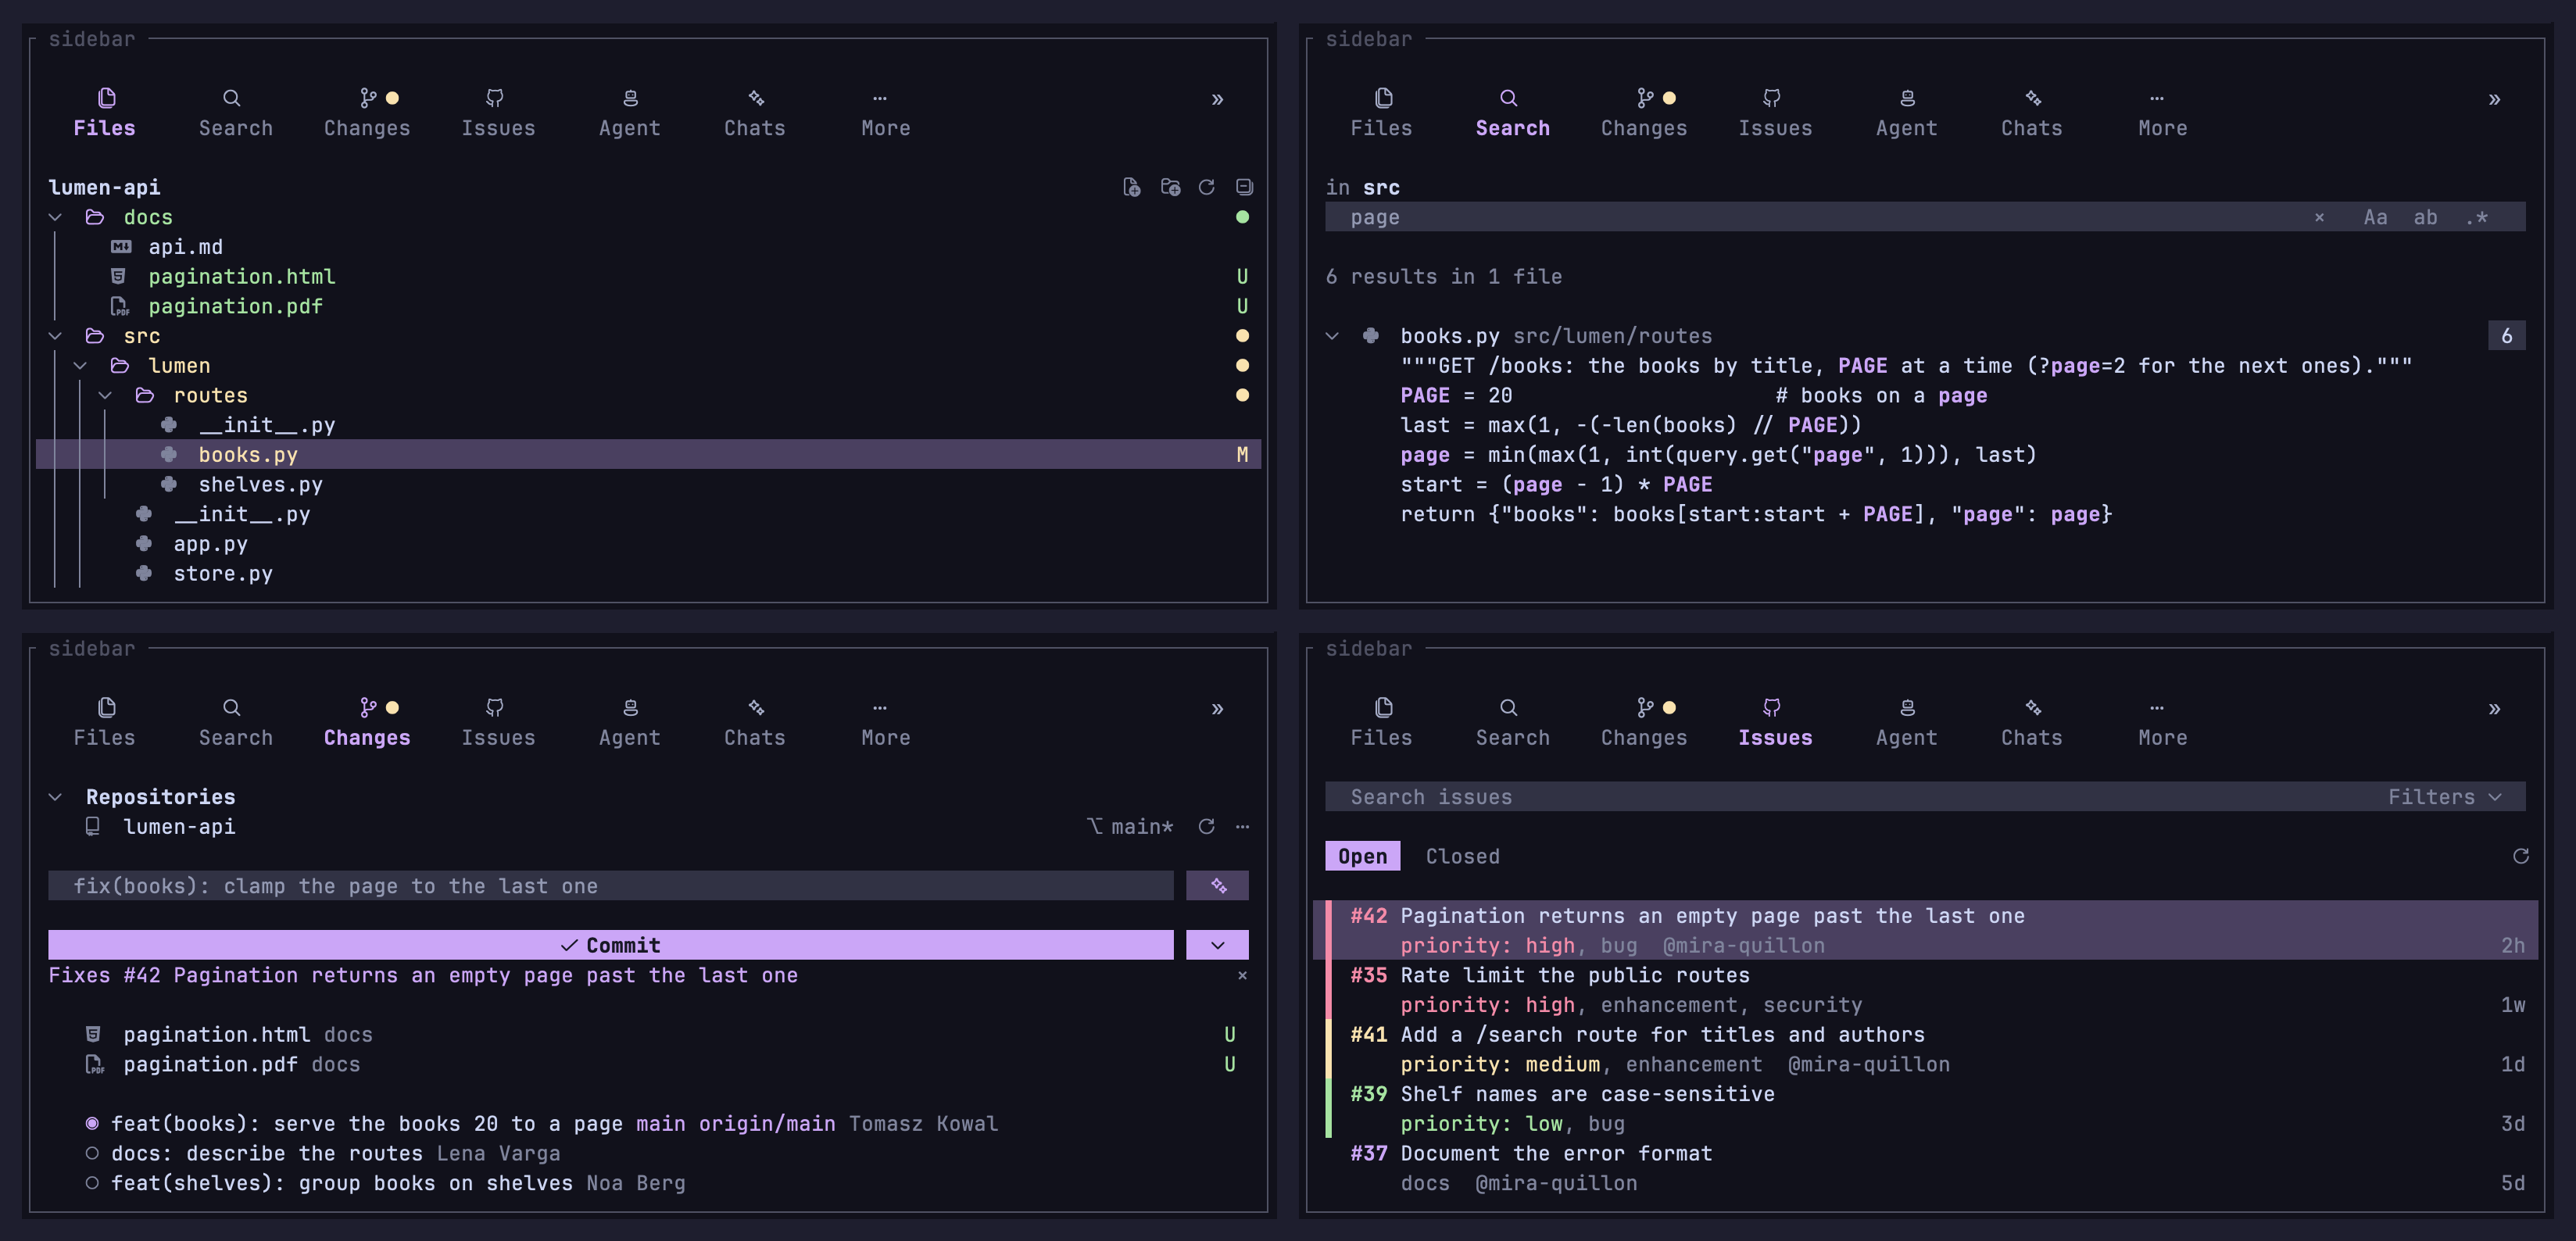 sidebar
Files Search Changes Issues Agent Chats More »
lumen-api
docs
api.md
pagination.html U
pagination.pdf U
src
lumen
routes
__init__.py
books.py M
shelves.py
__init__.py
app.py
store.py
sidebar
Files Search Changes Issues Agent Chats More »
in src
page × Aa ab .*
6 results in 1 file
books.py src/lumen/routes 6
"""GET /books: the books by title, PAGE at a time (?page=2 for the next ones)."""
PAGE = 20 # books on a page
last = max(1, -(-len(books) // PAGE))
page = min(max(1, int(query.get("page", 1))), last)
start = (page - 1) * PAGE
return {"books": books[start:start + PAGE], "page": page}
sidebar
Files Search Changes Issues Agent Chats More »
Repositories
lumen-api ⌥ main* ⋯
fix(books): clamp the page to the last one
✓ Commit
Fixes #42 Pagination returns an empty page past the last one ×
pagination.html docs U
pagination.pdf docs U
feat(books): serve the books 20 to a page main origin/main Tomasz Kowal
docs: describe the routes Lena Varga
feat(shelves): group books on shelves Noa Berg
sidebar
Files Search Changes Issues Agent Chats More »
Search issues Filters
Open Closed
#42 Pagination returns an empty page past the last one
priority: high, bug @mira-quillon 2h
#35 Rate limit the public routes
priority: high, enhancement, security 1w
#41 Add a /search route for titles and authors
priority: medium, enhancement @mira-quillon 1d
#39 Shelf names are case-sensitive
priority: low, bug 3d
#37 Document the error format
docs @mira-quillon 5d